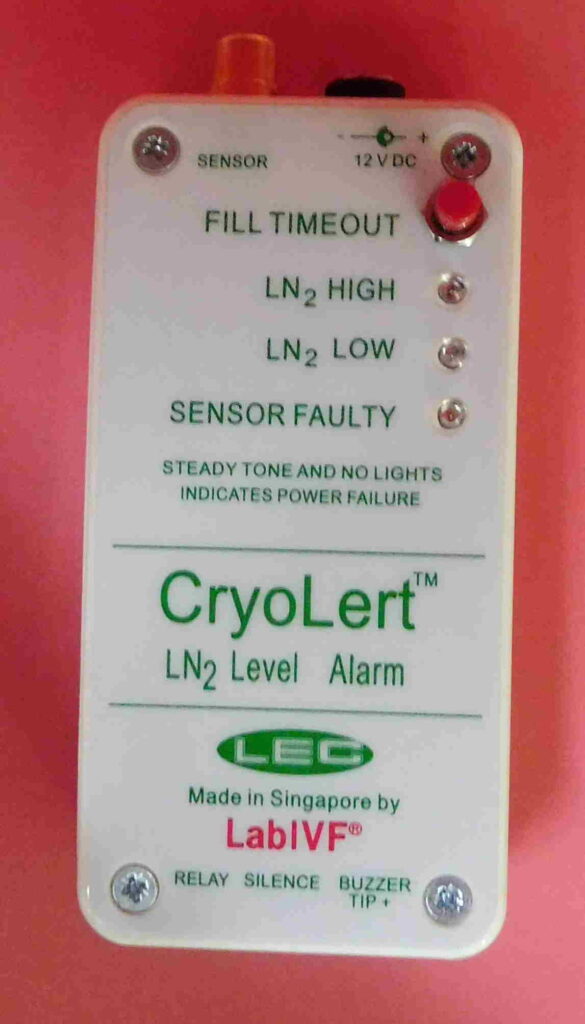 - +
SENSOR 12 V DC
FILL TIMEOUT
LN₂ HIGH
LN₂ LOW
SENSOR FAULTY
STEADY TONE AND NO LIGHTS
INDICATES POWER FAILURE
CryoLert™
LN₂ Level Alarm
LEC
Made in Singapore by
LabIVF®
RELAY SILENCE BUZZER
TIP +